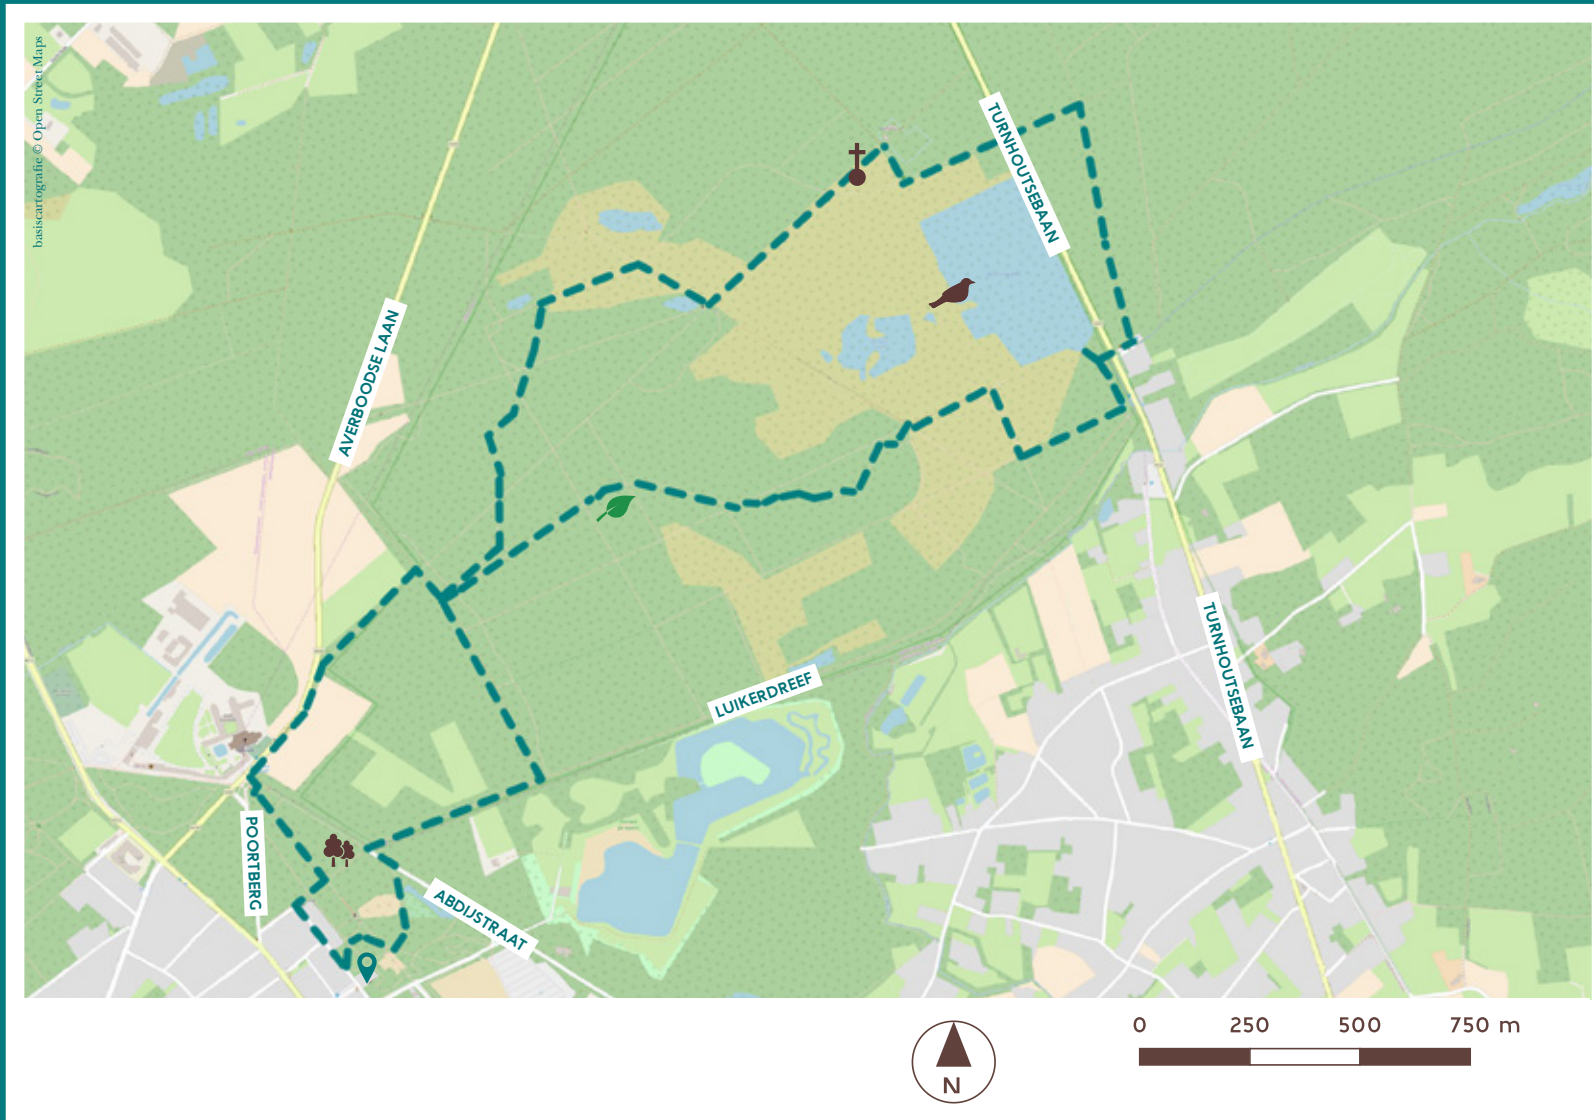 basiscartografie © Open Street Maps
TURNHOUTSEBAAN
AVERBOODSE LAAN
TURNHOUTSEBAAN
LUIKERDREEF
POORTBERG
ABDIJSTRAAT
0 250 500 750 m
N